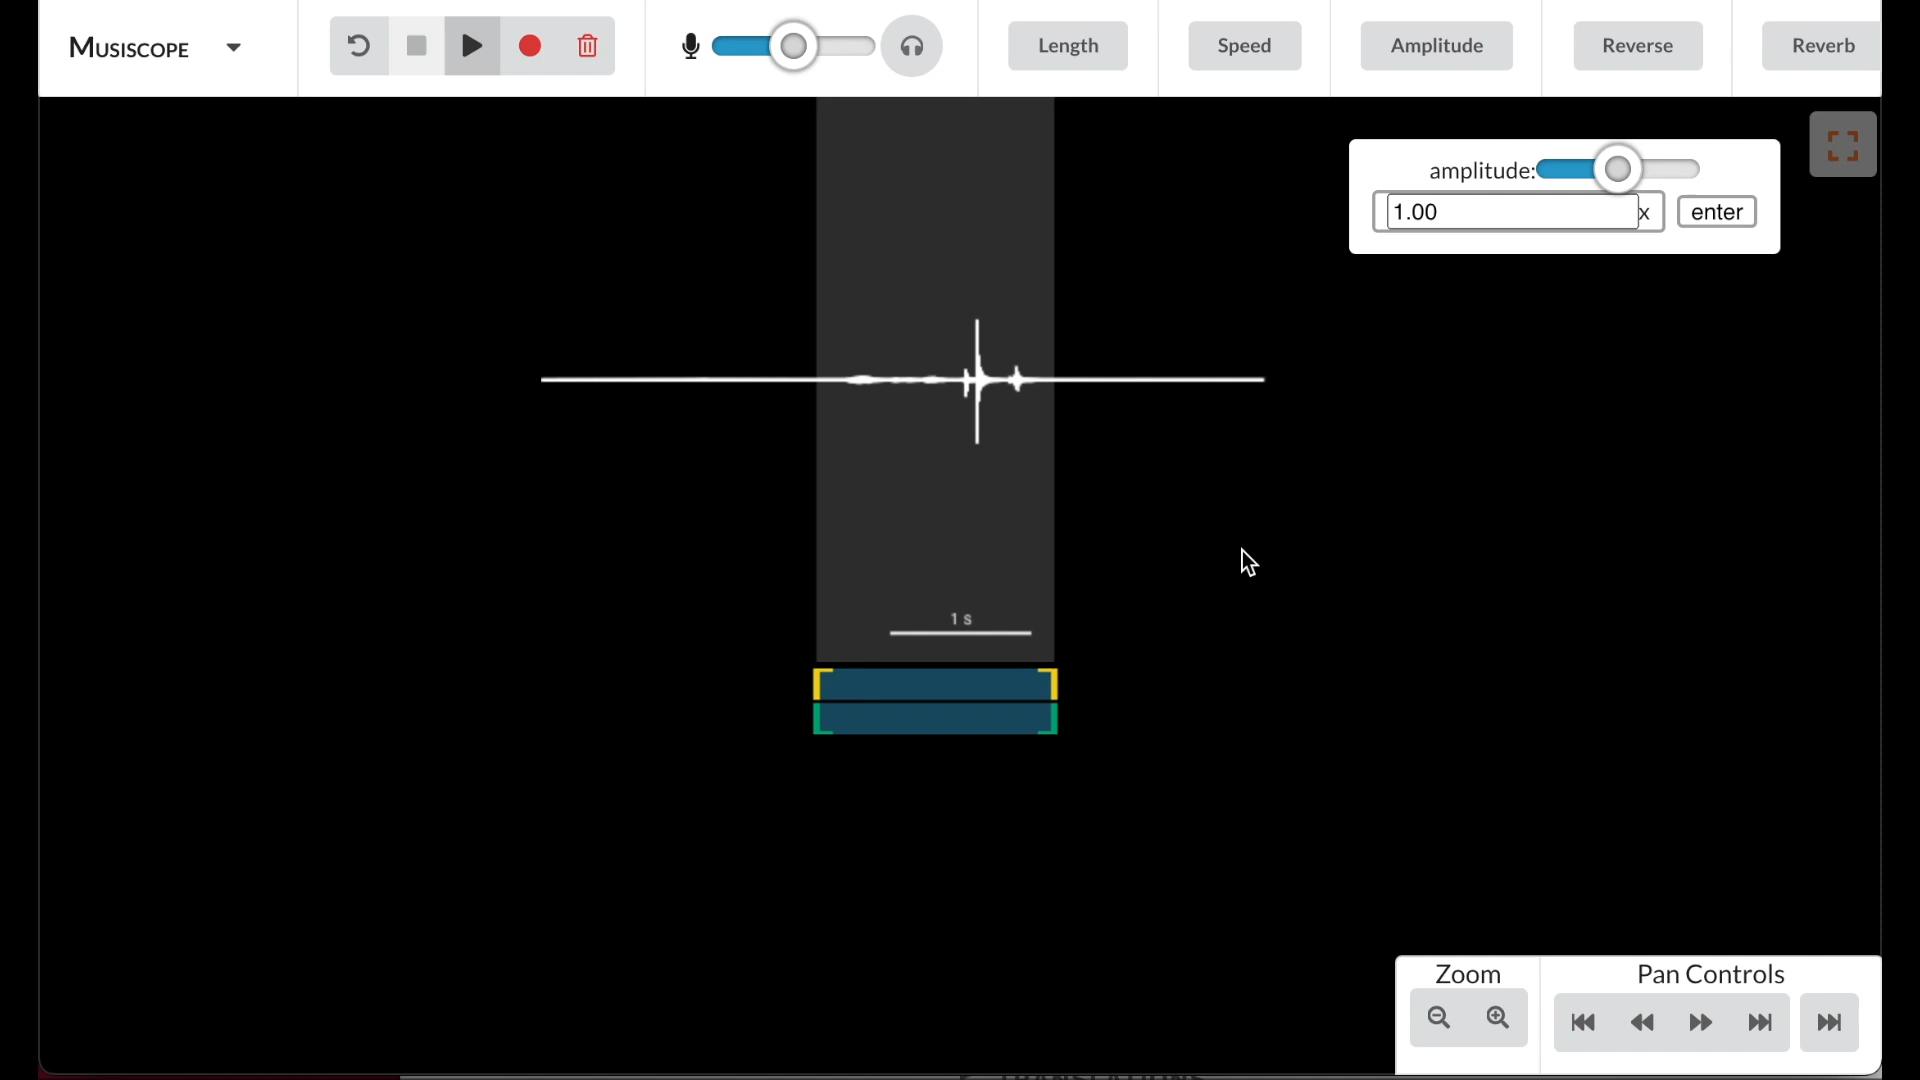 Musiscope
Length
Speed
Amplitude
Reverse
Reverb
amplitude:
1.00
x
enter
1 s
Zoom
Pan Controls